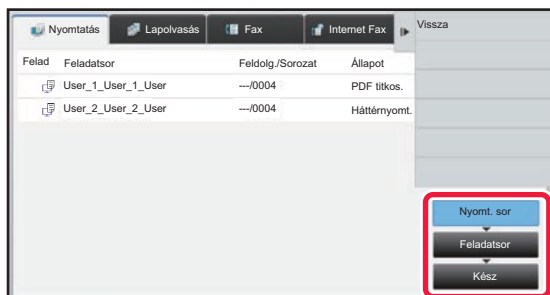 Nyomtatás Lapolvasás Fax Internet Fax Vissza
Felad Feladatsor Feldolg./Sorozat Állapot
User_1_User_1_User ---/0004 PDF titkos.
User_2_User_2_User ---/0004 Háttérnyomt.
Nyomt. sor
Feladatsor
Kész